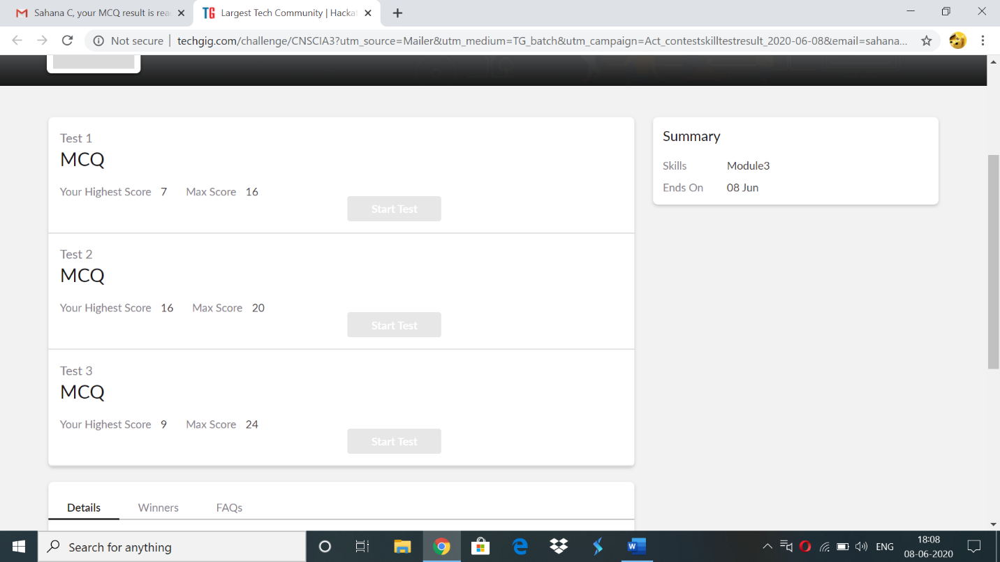 Sahana C, your MCQ result is rea
TG Largest Tech Community | Hacka
Not secure | techgig.com/challenge/CNSCIA3?utm_source=Mailer&utm_medium=TG_batch&utm_campaign=Act_contestskilltestresult_2020-06-08&email=sahana...
Test 1
MCQ
Your Highest Score 7 Max Score 16
Start Test
Test 2
MCQ
Your Highest Score 16 Max Score 20
Start Test
Test 3
MCQ
Your Highest Score 9 Max Score 24
Start Test
Summary
Skills Module3
Ends On 08 Jun
Details Winners FAQs
Search for anything
ENG
18:08
08-06-2020